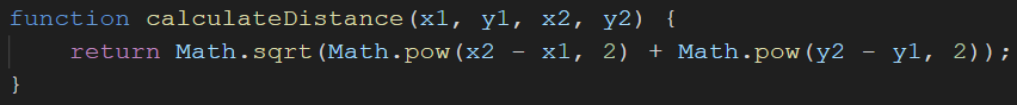 function calculateDistance(x1, y1, x2, y2) {
    return Math.sqrt(Math.pow(x2 - x1, 2) + Math.pow(y2 - y1, 2));
}